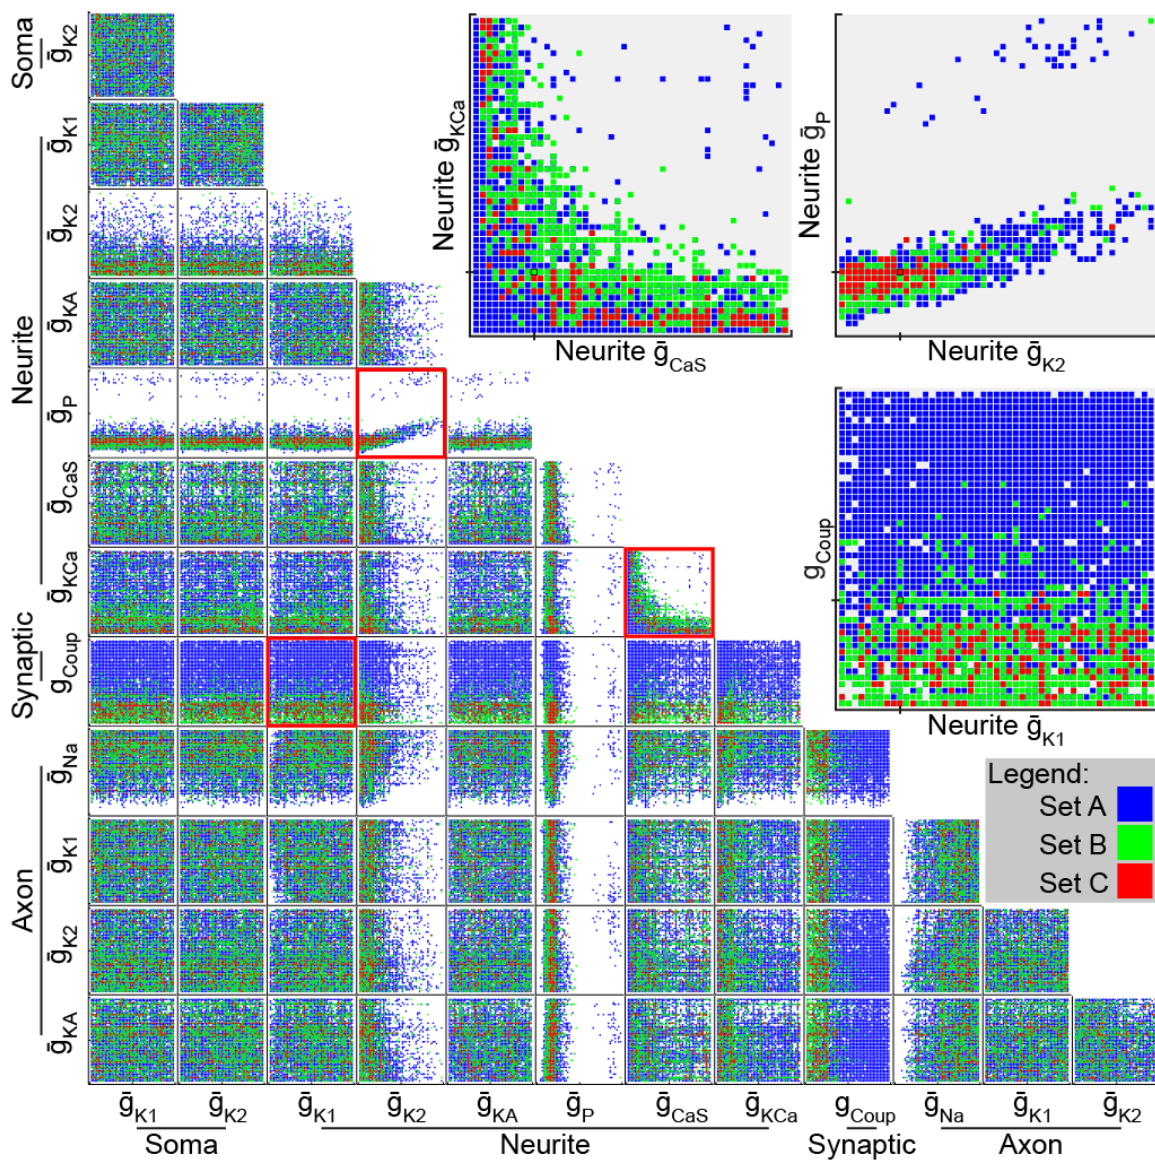 Soma
ḡK2
Neurite
ḡK1
ḡK2
ḡKA
ḡP
ḡCaS
ḡKCa
Synaptic
gCoup
Axon
ḡNa
ḡK1
ḡK2
ḡKA
Neurite ḡKCa
Neurite ḡCaS
Neurite ḡP
Neurite ḡK2
gCoup
Neurite ḡK1
Legend:
Set A
Set B
Set C
ḡK1 ḡK2 ḡK1 ḡK2 ḡKA ḡP ḡCaS ḡKCa gCoup ḡNa ḡK1 ḡK2
Soma Neurite Synaptic Axon